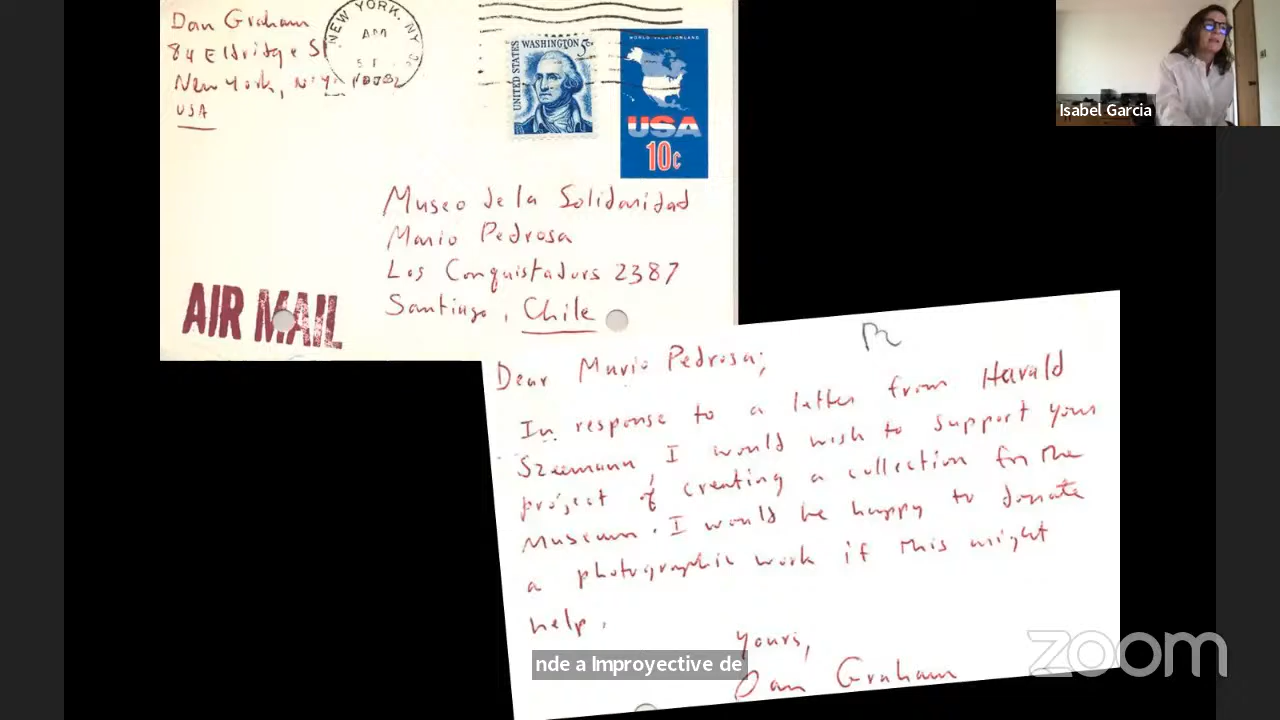 Dan Graham
84 Eldridge St
New York, N.Y. 10002
USA
NEW YORK, NY
UNITED STATES
WASHINGTON 5c
WORLD VACATIONLAND
USA
10c
Isabel Garcia
Museo de la Solidaridad
Mario Pedrosa
Los Conquistadors 2387
Santiago, Chile
AIR MAIL
Dear Mario Pedrosa;
In response to a letter from Harald
Szeemann, I would wish to support your
project of creating a collection for the
Museum. I would be happy to donate
a photographic work if this might
help.
Yours,
Dan Graham
nde a Improyective de
zoom